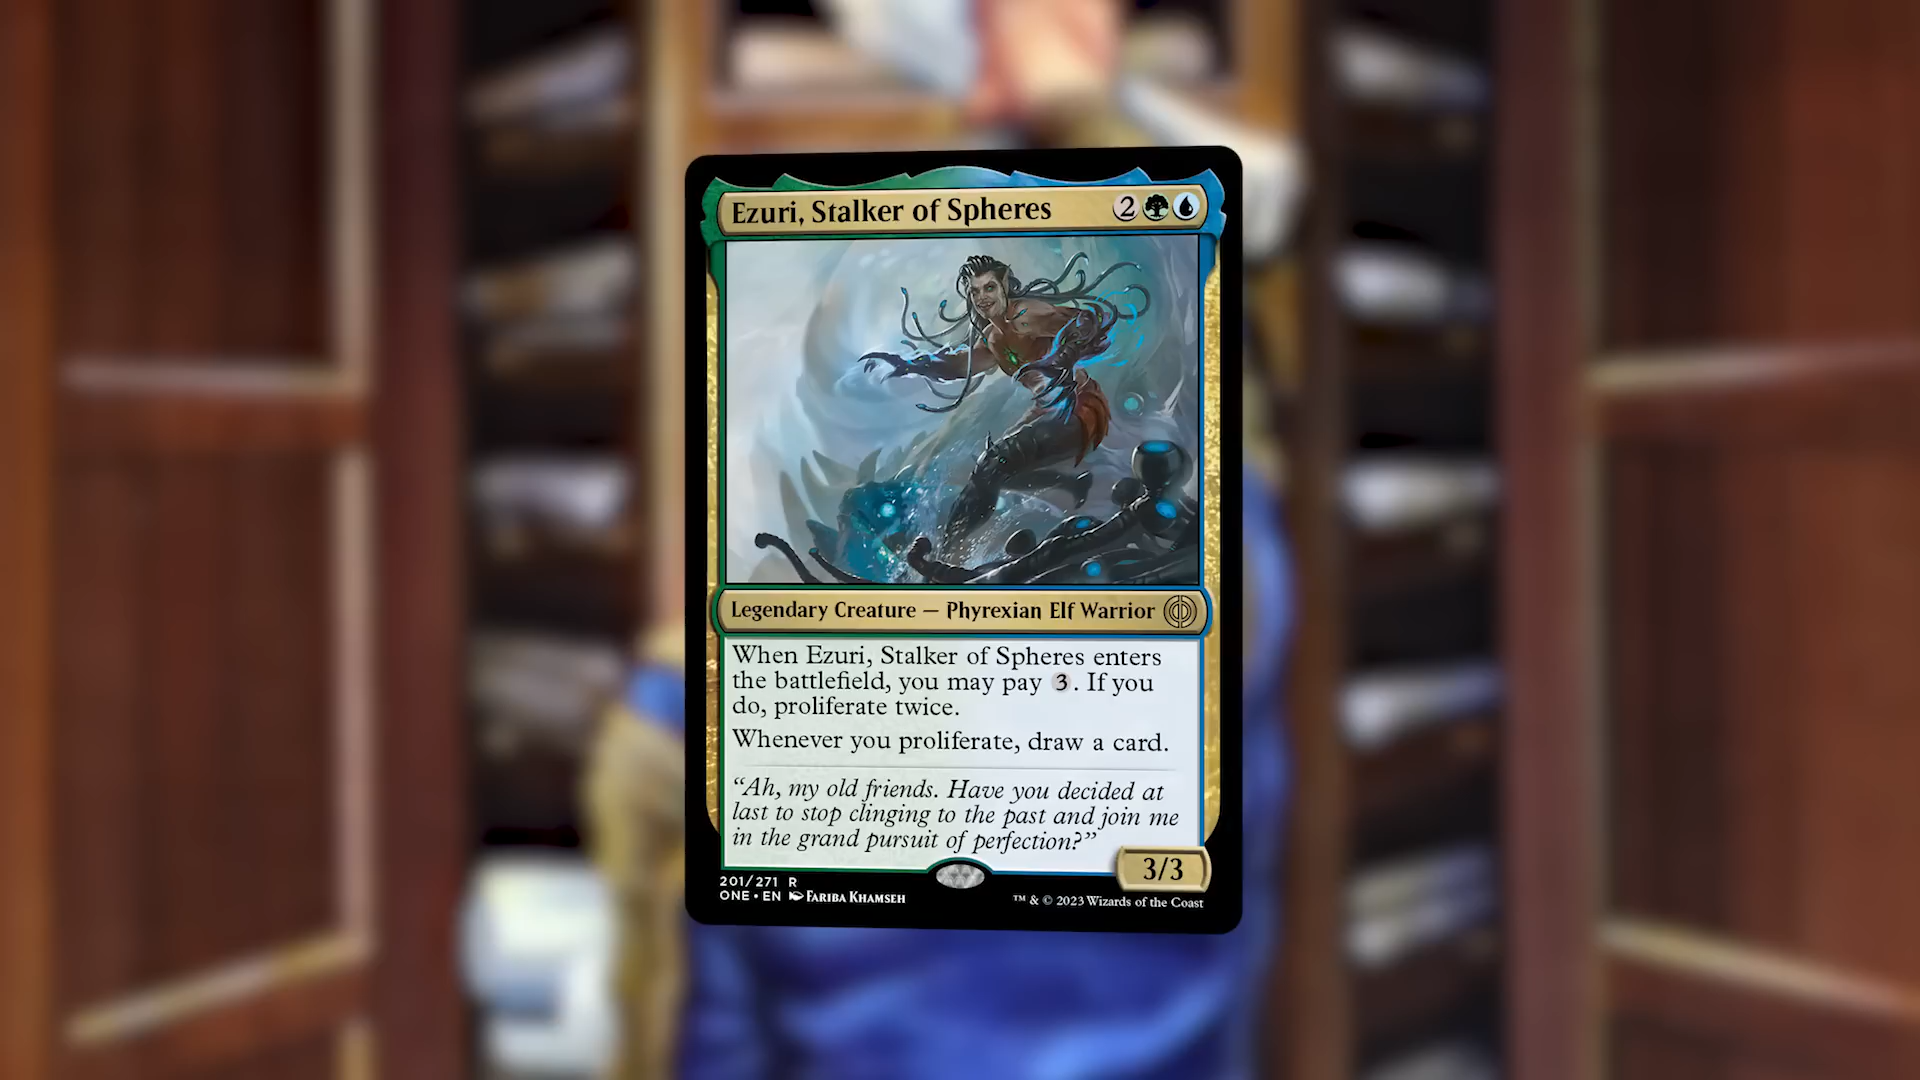 Ezuri, Stalker of Spheres 2
Legendary Creature — Phyrexian Elf Warrior
When Ezuri, Stalker of Spheres enters
the battlefield, you may pay 3. If you
do, proliferate twice.
Whenever you proliferate, draw a card.
“Ah, my old friends. Have you decided at
last to stop clinging to the past and join me
in the grand pursuit of perfection?”
3/3
201/271 R
ONE • EN Fariba Khamseh
™ & © 2023 Wizards of the Coast